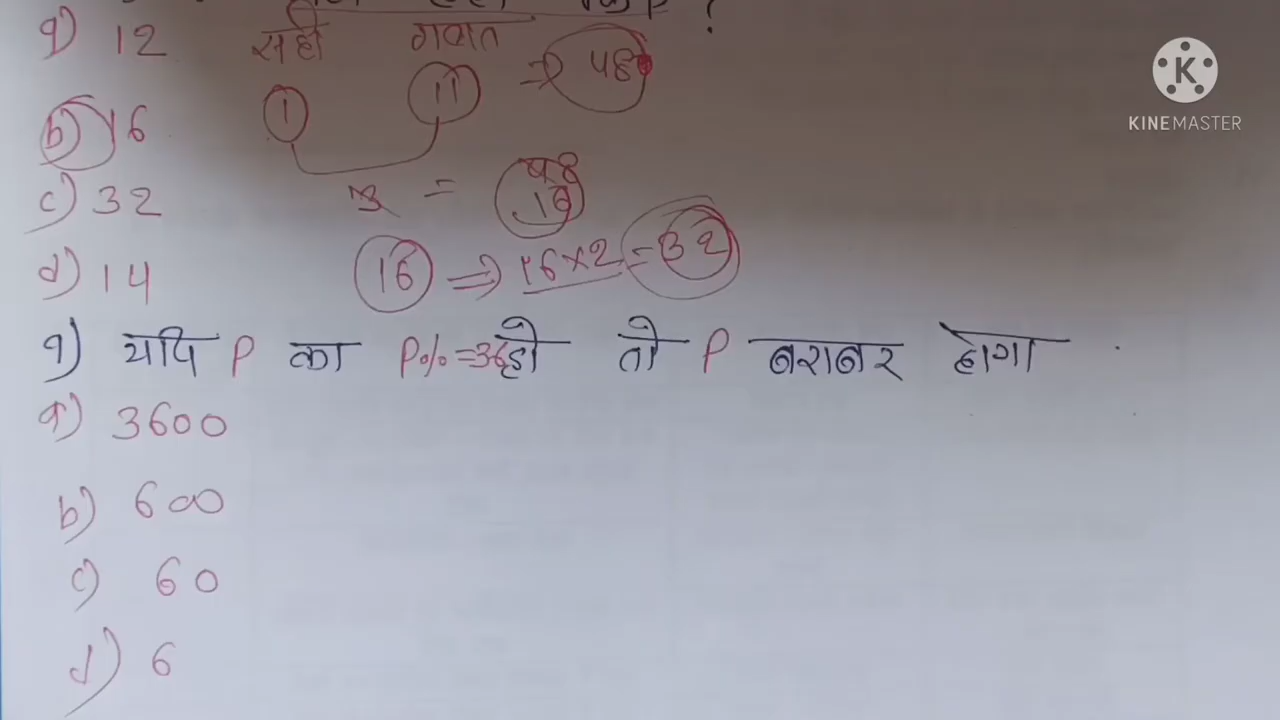 ?
a) 12 सही गलत ⇒ 48
b) 16 1 11
c) 32 = 48 16
d) 14 16 ⇒ 16×2 = 32
9) यदि P का P% = 36 हो तो P बराबर होगा .
a) 3600
b) 600
c) 60
d) 6
KINEMASTER